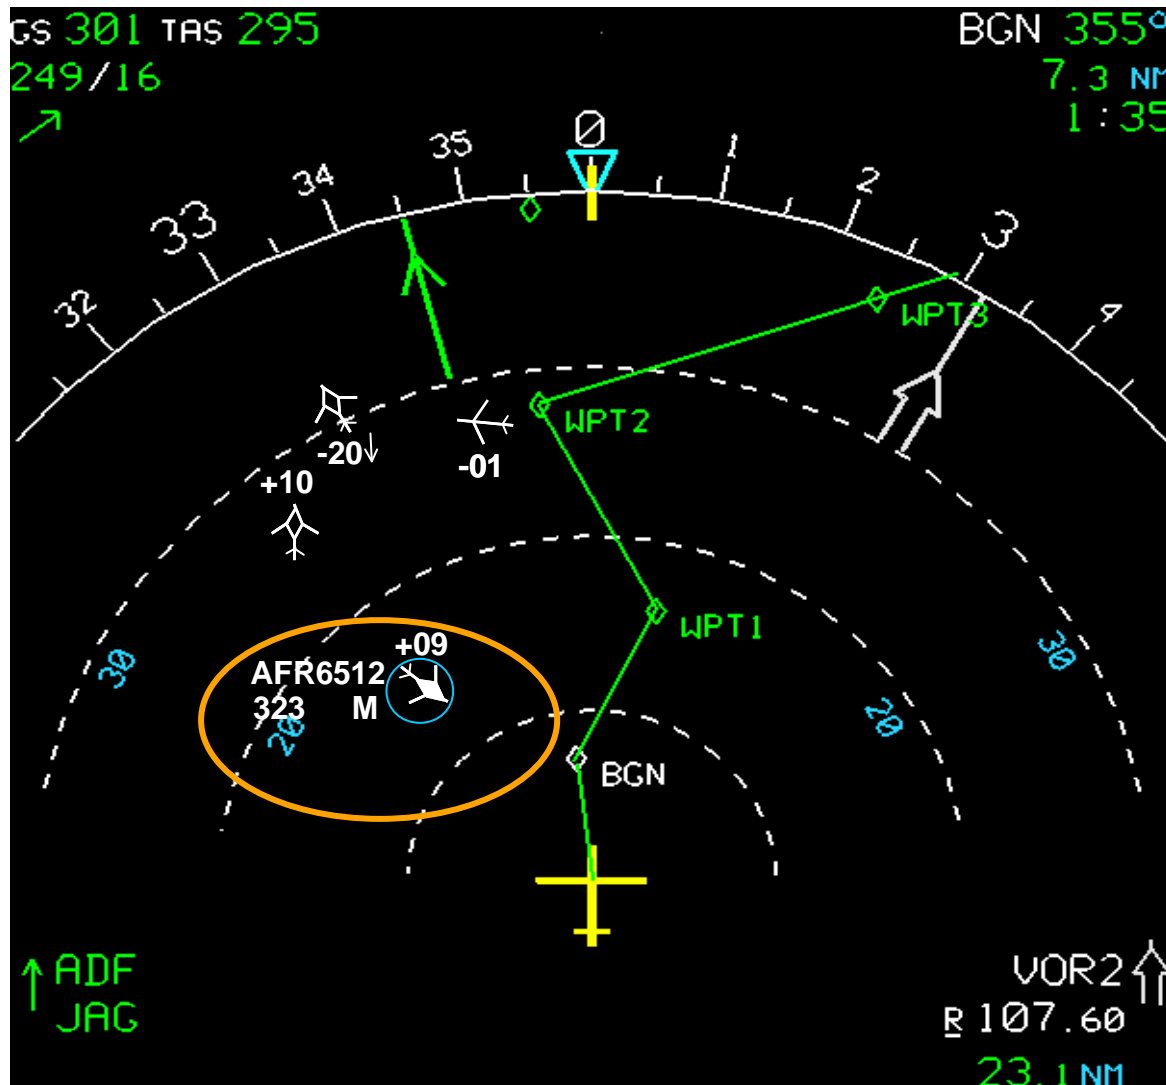 GS 301 TAS 295
BGN 355°
249/16
7.3 NM
1:35
32
33
34
35
0
1
2
3
4
WPT3
WPT2
-20↓
-01
+10
WPT1
+09
AFR6512
323 M
30
30
20
20
BGN
ADF
JAG
VOR2
R 107.60
23.1 NM